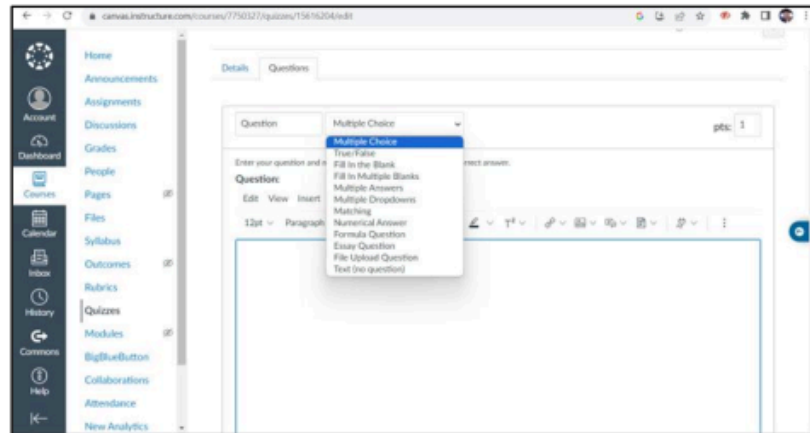 canvas.instructure.com/courses/7750327/quizzes/15616204/edit
Account
Dashboard
Courses
Calendar
Inbox
History
Commons
Help
Home
Announcements
Assignments
Discussions
Grades
People
Pages
Files
Syllabus
Outcomes
Rubrics
Quizzes
Modules
BigBlueButton
Collaborations
Attendance
New Analytics
Details Questions
Question Multiple Choice pts: 1
Multiple Choice
True/False
Fill In the Blank
Fill In Multiple Blanks
Multiple Answers
Multiple Dropdowns
Matching
Numerical Answer
Formula Question
Essay Question
File Upload Question
Text (no question)
Enter your question and rrect answer.
Question:
Edit View Insert
12pt Paragraph